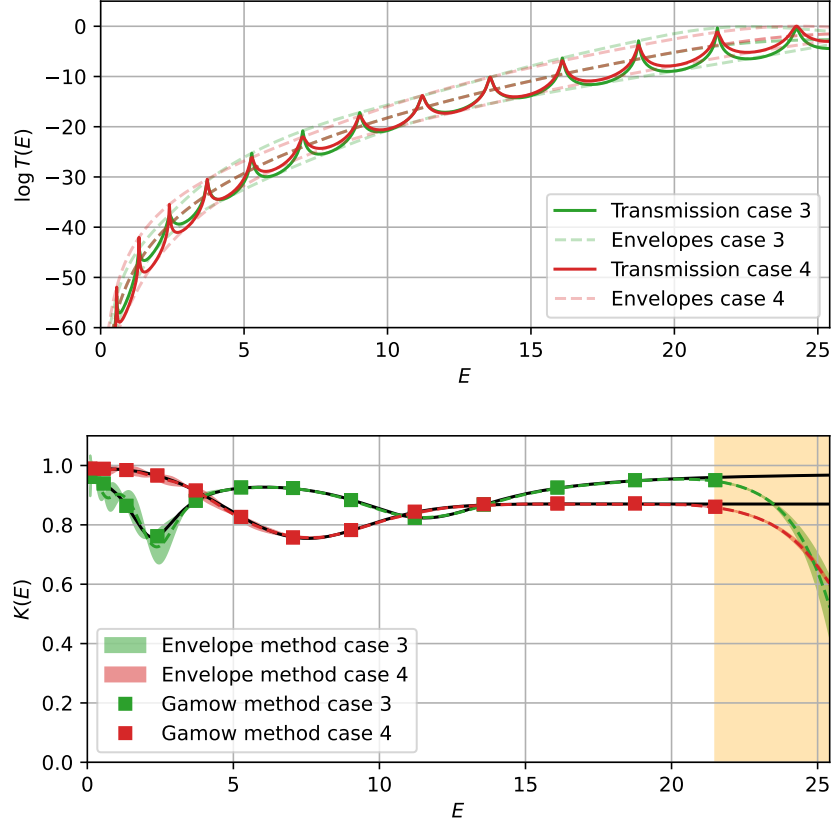 0
−10
−20
−30
−40
−50
−60
log T(E)
Transmission case 3
Envelopes case 3
Transmission case 4
Envelopes case 4
0 5 10 15 20 25
E
1.0
0.8
0.6
0.4
0.2
0.0
K(E)
Envelope method case 3
Envelope method case 4
Gamow method case 3
Gamow method case 4
0 5 10 15 20 25
E